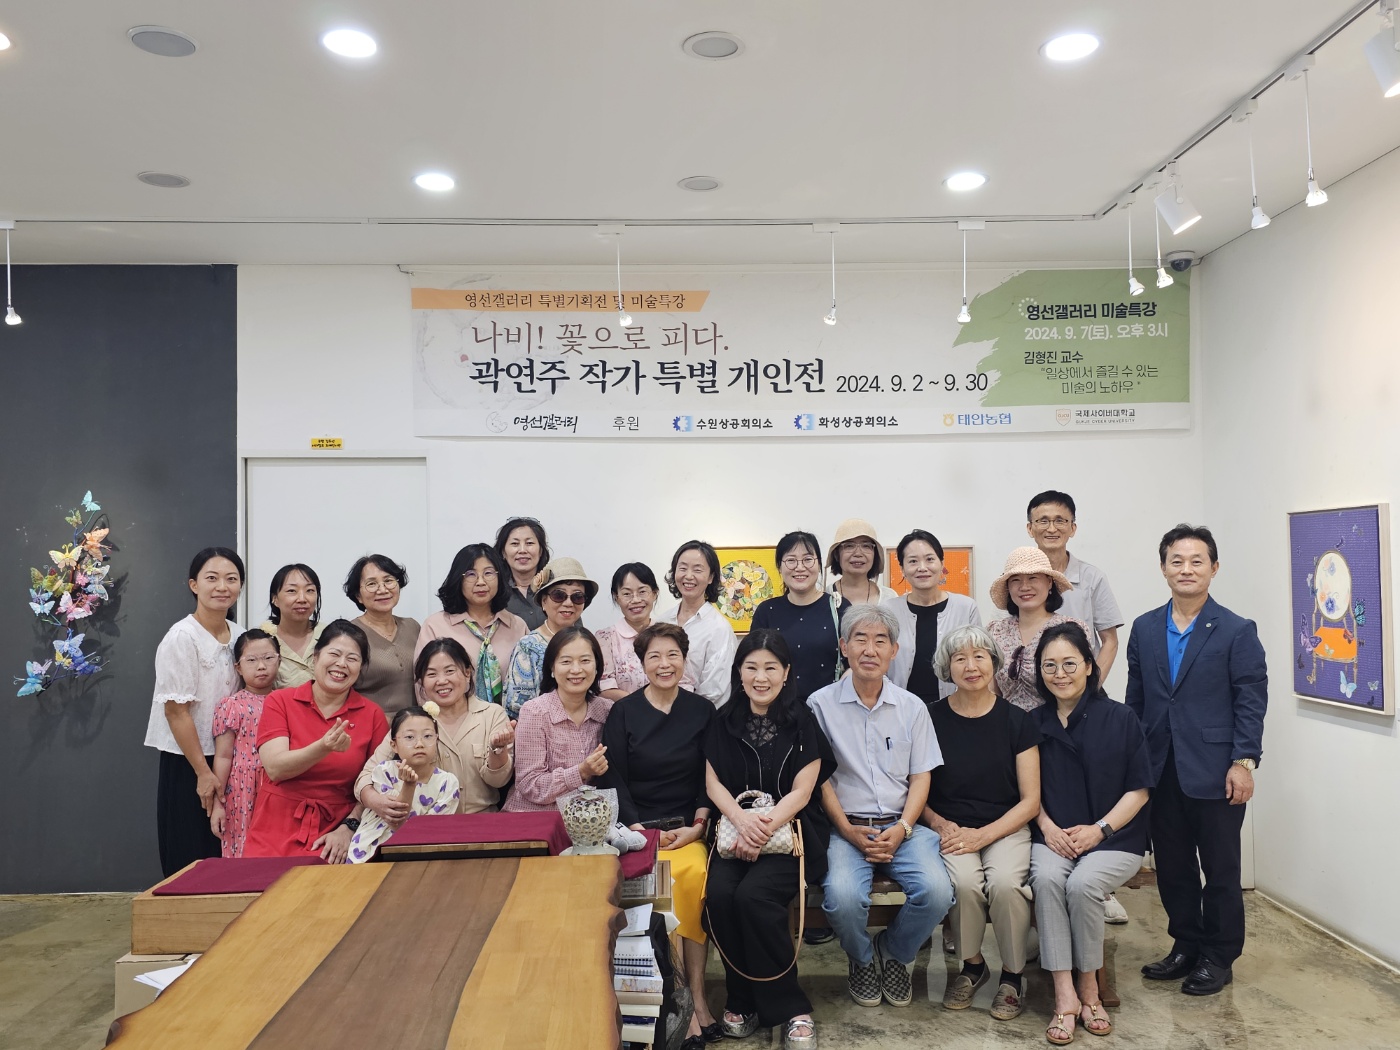 영선갤러리 특별기획전 및 미술특강
나비! 꽃으로 피다.
곽연주 작가 특별 개인전 2024. 9. 2 ~ 9. 30
영선갤러리 후원 수원상공회의소 화성상공회의소 태안농협 국제사이버대학교
영선갤러리 미술특강
2024. 9. 7(토). 오후 3시
김형진 교수
"일상에서 즐길 수 있는
미술의 노하우"